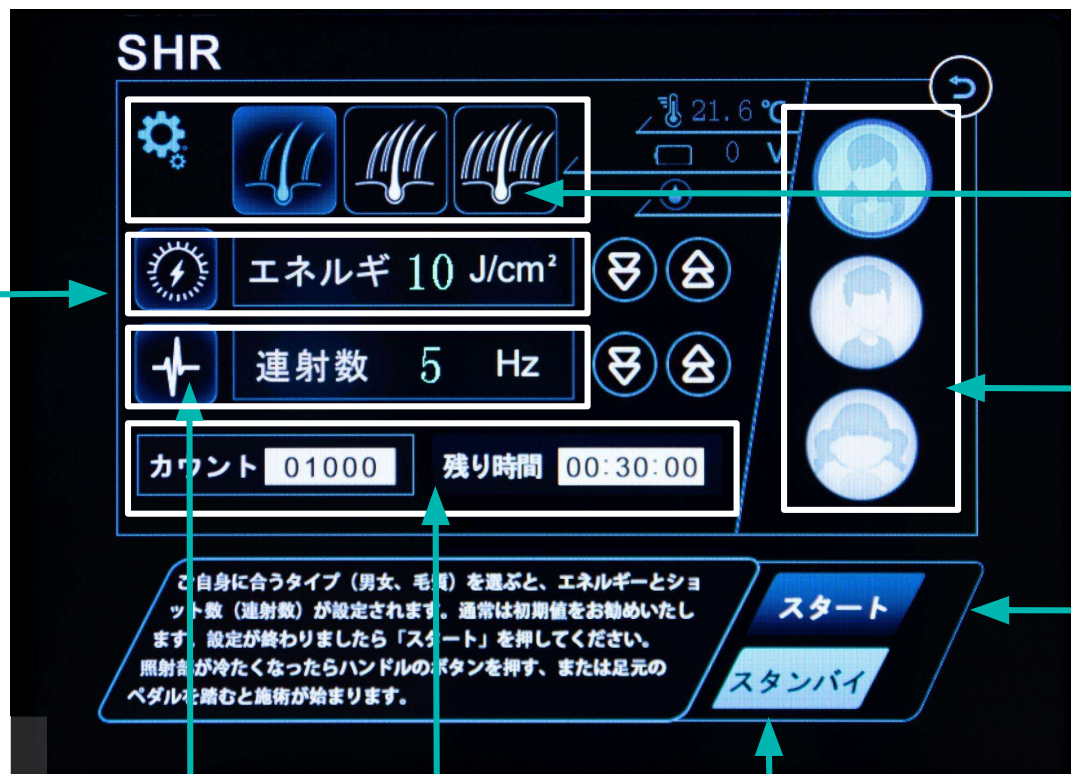 SHR
21.6 ℃
0 V
エネルギ 10 J/cm²
連射数 5 Hz
カウント 01000 残り時間 00:30:00
ご自身に合うタイプ（男女、毛質）を選ぶと、エネルギーとショ
ット数（連射数）が設定されます。通常は初期値をお勧めいたし
ます。設定が終わりましたら「スタート」を押してください。
照射部が冷たくなったらハンドルのボタンを押す、または足元の
ペダルを踏むと施術が始まります。
スタート
スタンバイ